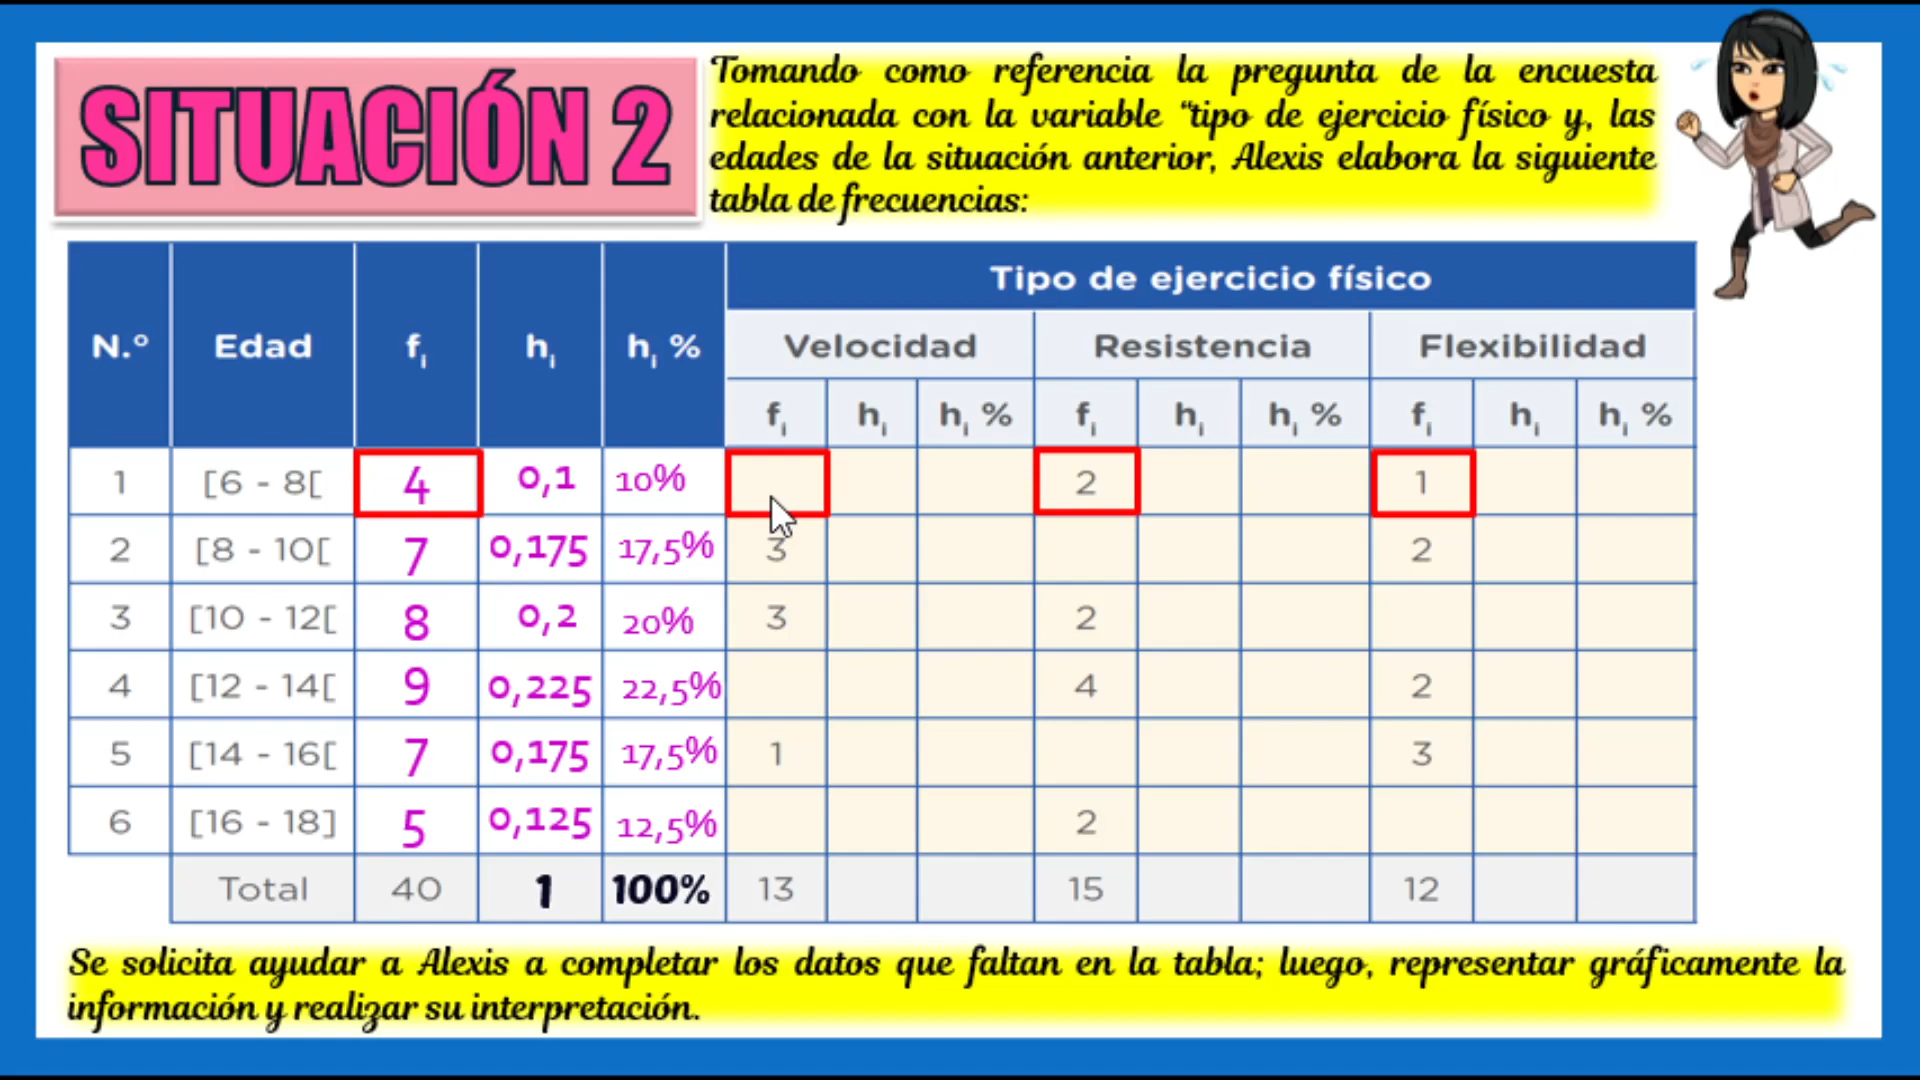 SITUACIÓN 2
Tomando como referencia la pregunta de la encuesta
relacionada con la variable “tipo de ejercicio físico y, las
edades de la situación anterior, Alexis elabora la siguiente
tabla de frecuencias:
N.° Edad fi hi hi % Tipo de ejercicio físico
Velocidad Resistencia Flexibilidad
fi hi hi % fi hi hi % fi hi hi %
1 [6 - 8[ 4 0,1 10% 2 1
2 [8 - 10[ 7 0,175 17,5% 3 2
3 [10 - 12[ 8 0,2 20% 3 2
4 [12 - 14[ 9 0,225 22,5% 4 2
5 [14 - 16[ 7 0,175 17,5% 1 3
6 [16 - 18] 5 0,125 12,5% 2
Total 40 1 100% 13 15 12
Se solicita ayudar a Alexis a completar los datos que faltan en la tabla; luego, representar gráficamente la
información y realizar su interpretación.